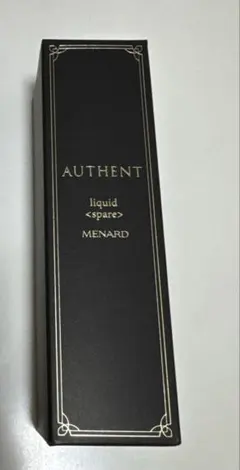 AUTHENT
liquid
<spare>
MENARD